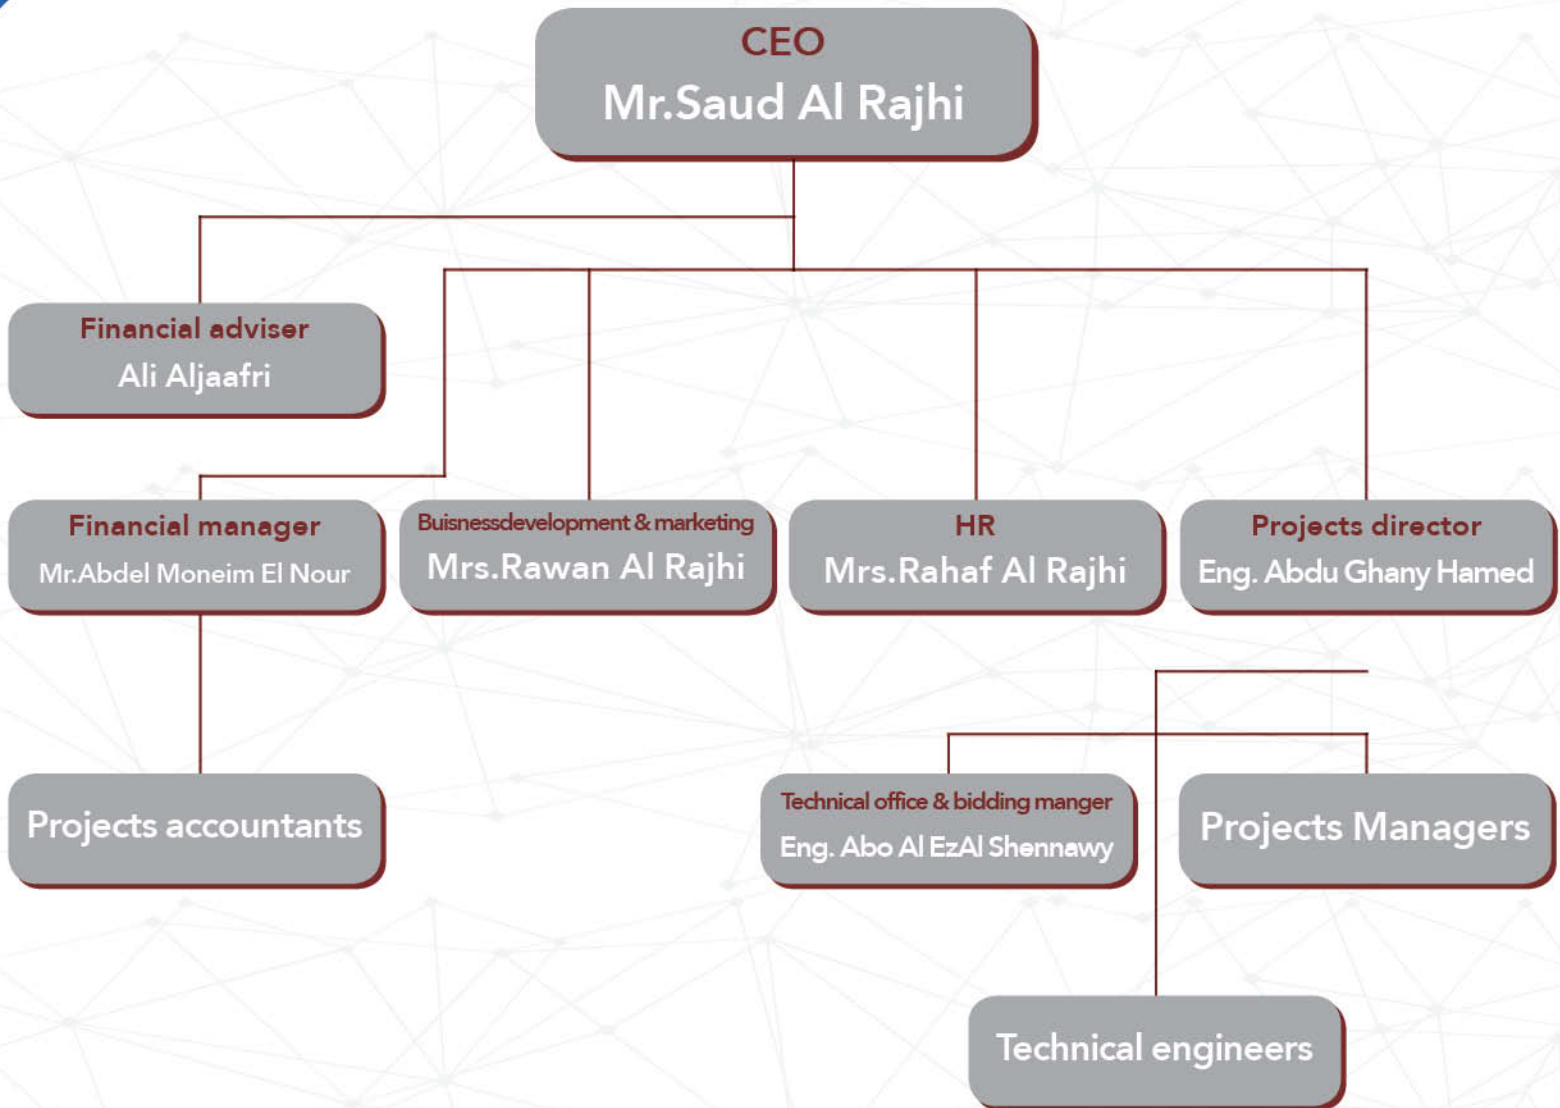 CEO
Mr.Saud Al Rajhi
Financial adviser
Ali Aljaafri
Financial manager
Mr.Abdel Moneim El Nour
Buisnessdevelopment & marketing
Mrs.Rawan Al Rajhi
HR
Mrs.Rahaf Al Rajhi
Projects director
Eng. Abdu Ghany Hamed
Projects accountants
Technical office & bidding manger
Eng. Abo Al EzAl Shennawy
Projects Managers
Technical engineers